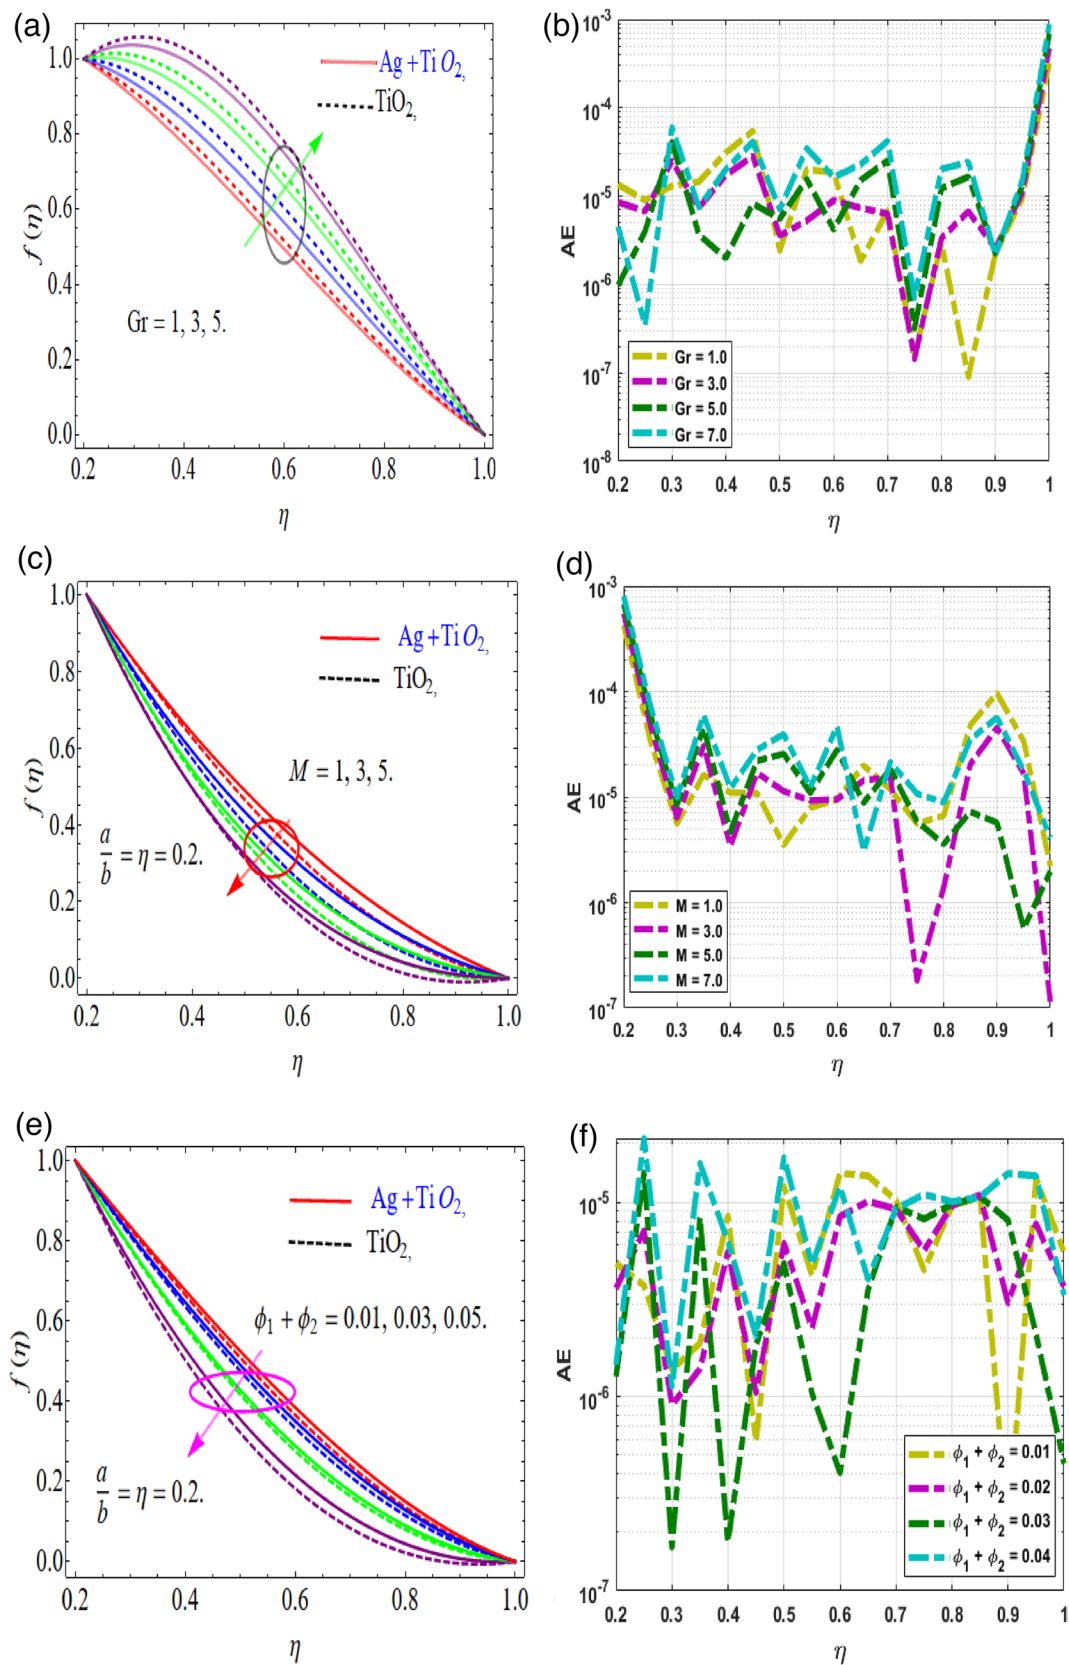 (a)
1.0
0.8
0.6
0.4
0.2
0.0
f (η)
Ag+TiO2,
TiO2,
Gr = 1, 3, 5.
0.2 0.4 0.6 0.8 1.0
η
(b)
10-3
10-4
10-5
10-6
10-7
10-8
AE
Gr = 1.0
Gr = 3.0
Gr = 5.0
Gr = 7.0
0.2 0.3 0.4 0.5 0.6 0.7 0.8 0.9 1
η
(c)
1.0
0.8
0.6
0.4
0.2
0.0
f (η)
Ag+TiO2,
TiO2,
M = 1, 3, 5.
a/b = η = 0.2.
0.2 0.4 0.6 0.8 1.0
η
(d)
10-3
10-4
10-5
10-6
10-7
AE
M = 1.0
M = 3.0
M = 5.0
M = 7.0
0.2 0.3 0.4 0.5 0.6 0.7 0.8 0.9 1
η
(e)
1.0
0.8
0.6
0.4
0.2
0.0
f (η)
Ag+TiO2,
TiO2,
ϕ1 + ϕ2 = 0.01, 0.03, 0.05.
a/b = η = 0.2.
0.2 0.4 0.6 0.8 1.0
η
(f)
10-5
10-6
10-7
AE
ϕ1 + ϕ2 = 0.01
ϕ1 + ϕ2 = 0.02
ϕ1 + ϕ2 = 0.03
ϕ1 + ϕ2 = 0.04
0.2 0.3 0.4 0.5 0.6 0.7 0.8 0.9 1
η